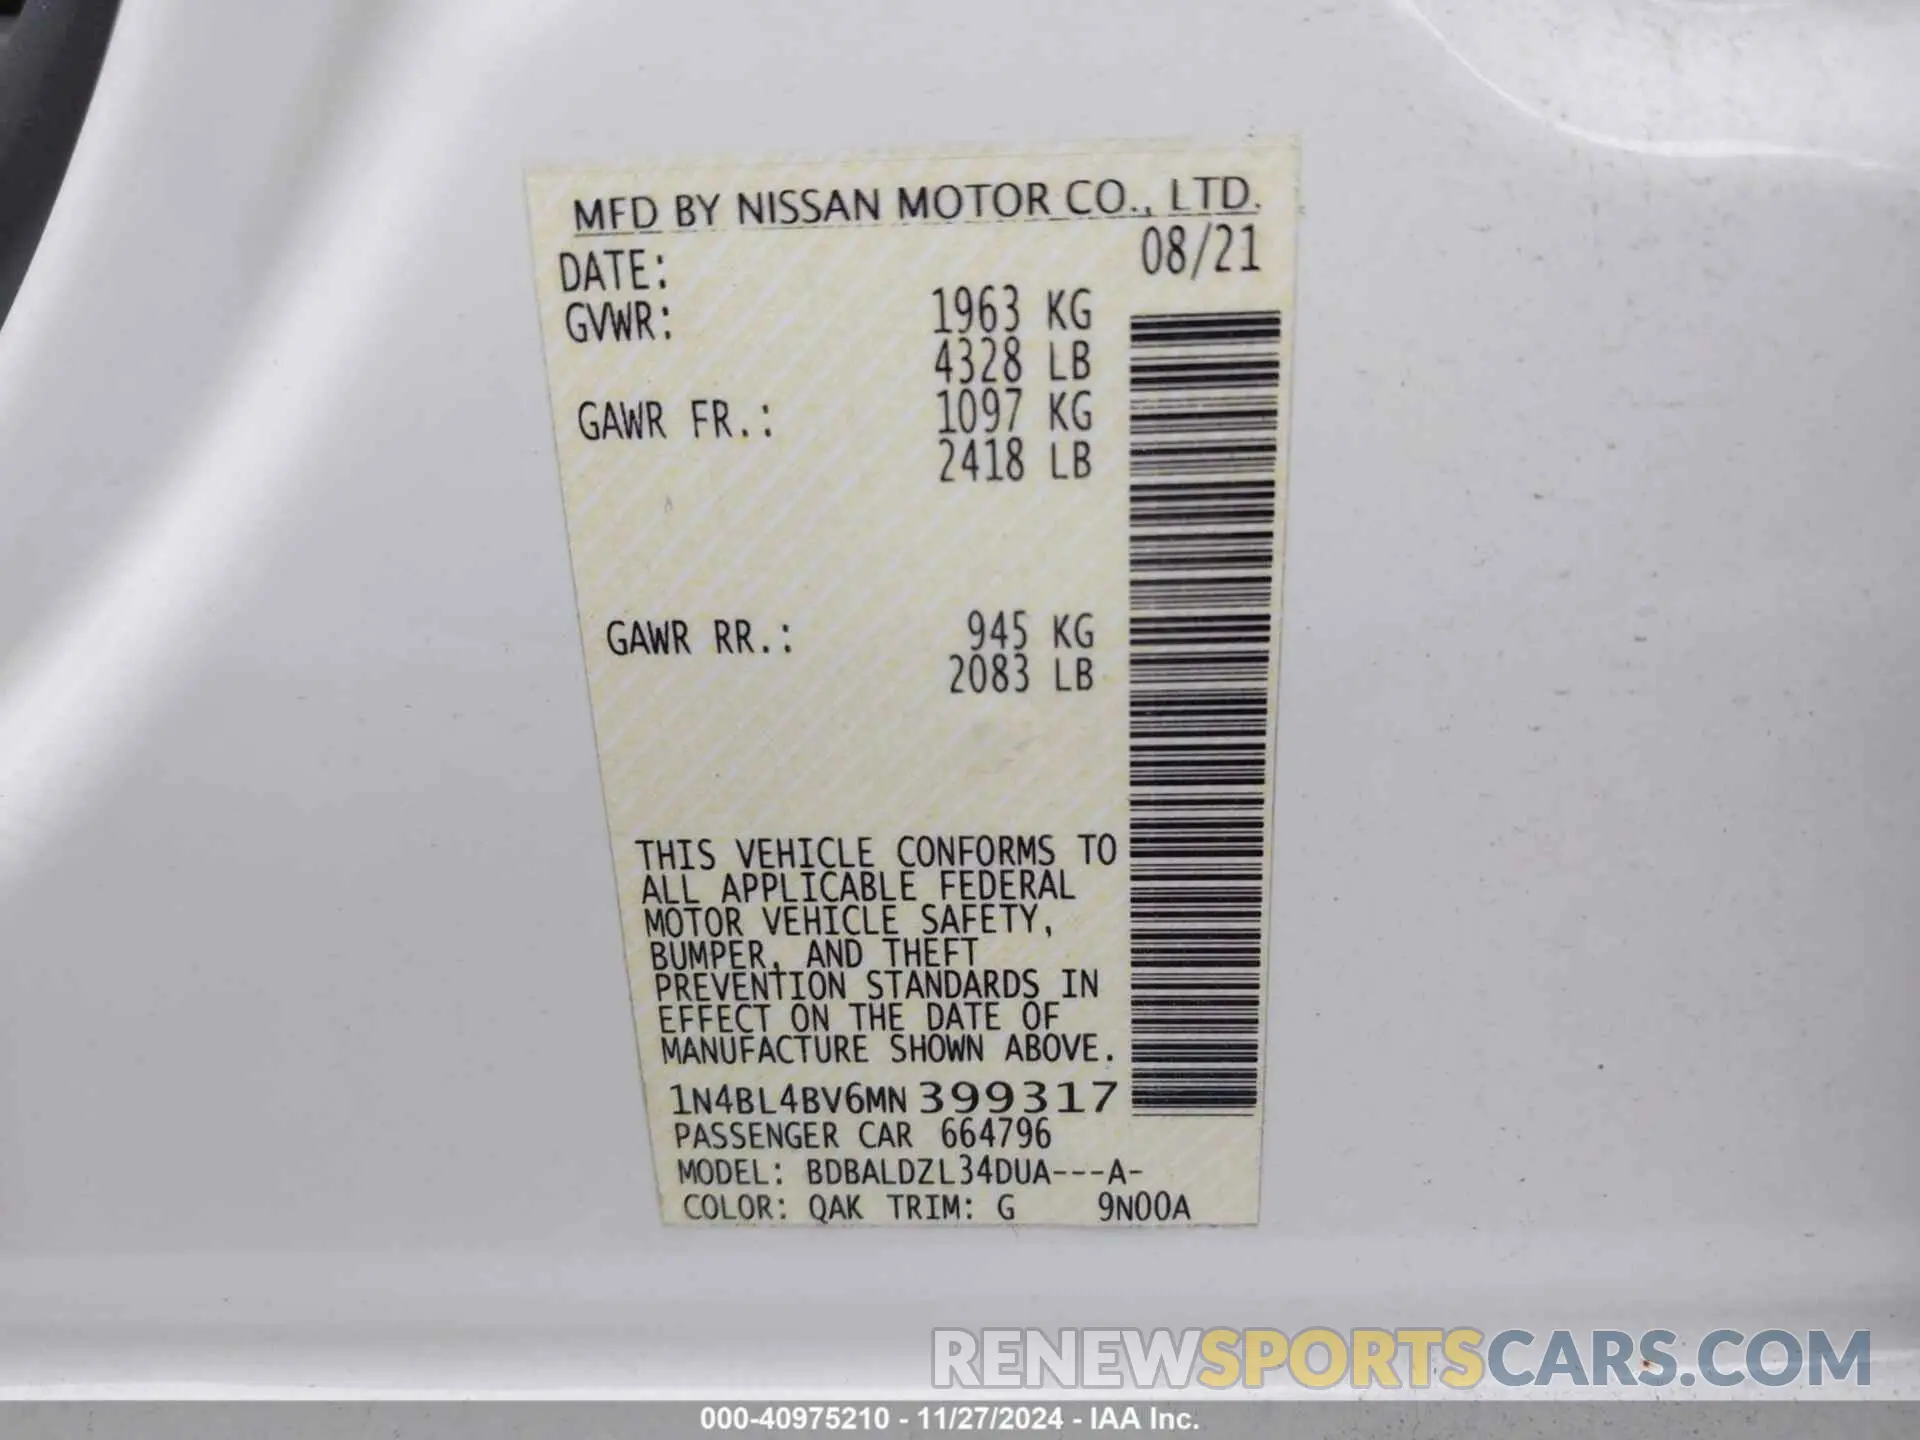 MFD BY NISSAN MOTOR CO., LTD.
DATE: 08/21
GVWR: 1963 KG
4328 LB
GAWR FR.: 1097 KG
2418 LB
GAWR RR.: 945 KG
2083 LB
THIS VEHICLE CONFORMS TO
ALL APPLICABLE FEDERAL
MOTOR VEHICLE SAFETY,
BUMPER, AND THEFT
PREVENTION STANDARDS IN
EFFECT ON THE DATE OF
MANUFACTURE SHOWN ABOVE.
1N4BL4BV6MN399317
PASSENGER CAR 664796
MODEL: BDBALDZL34DUA---A-
COLOR: QAK TRIM: G 9N00A
RENEWSPORTSCARS.COM
000-40975210 - 11/27/2024 - IAA Inc.